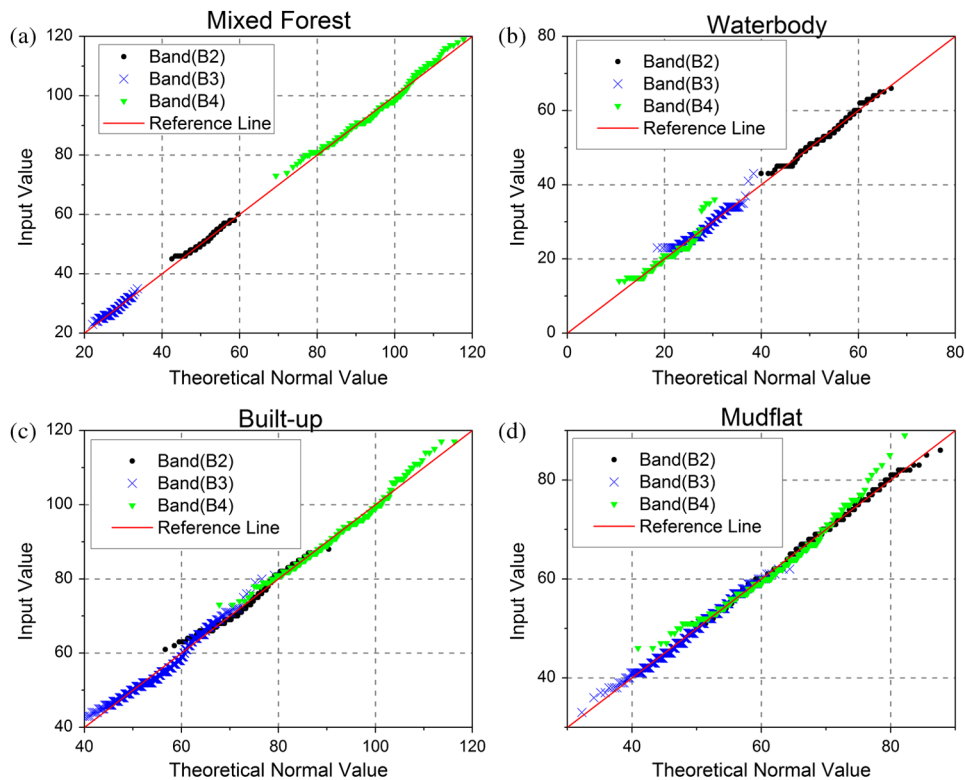 (a)
Mixed Forest
120
100
80
60
40
20
20
40
60
80
100
120
Input Value
Theoretical Normal Value
Band(B2)
Band(B3)
Band(B4)
Reference Line
(b)
Waterbody
80
60
40
20
0
0
20
40
60
80
Input Value
Theoretical Normal Value
Band(B2)
Band(B3)
Band(B4)
Reference Line
(c)
Built-up
120
100
80
60
40
40
60
80
100
120
Input Value
Theoretical Normal Value
Band(B2)
Band(B3)
Band(B4)
Reference Line
(d)
Mudflat
80
60
40
40
60
80
Input Value
Theoretical Normal Value
Band(B2)
Band(B3)
Band(B4)
Reference Line